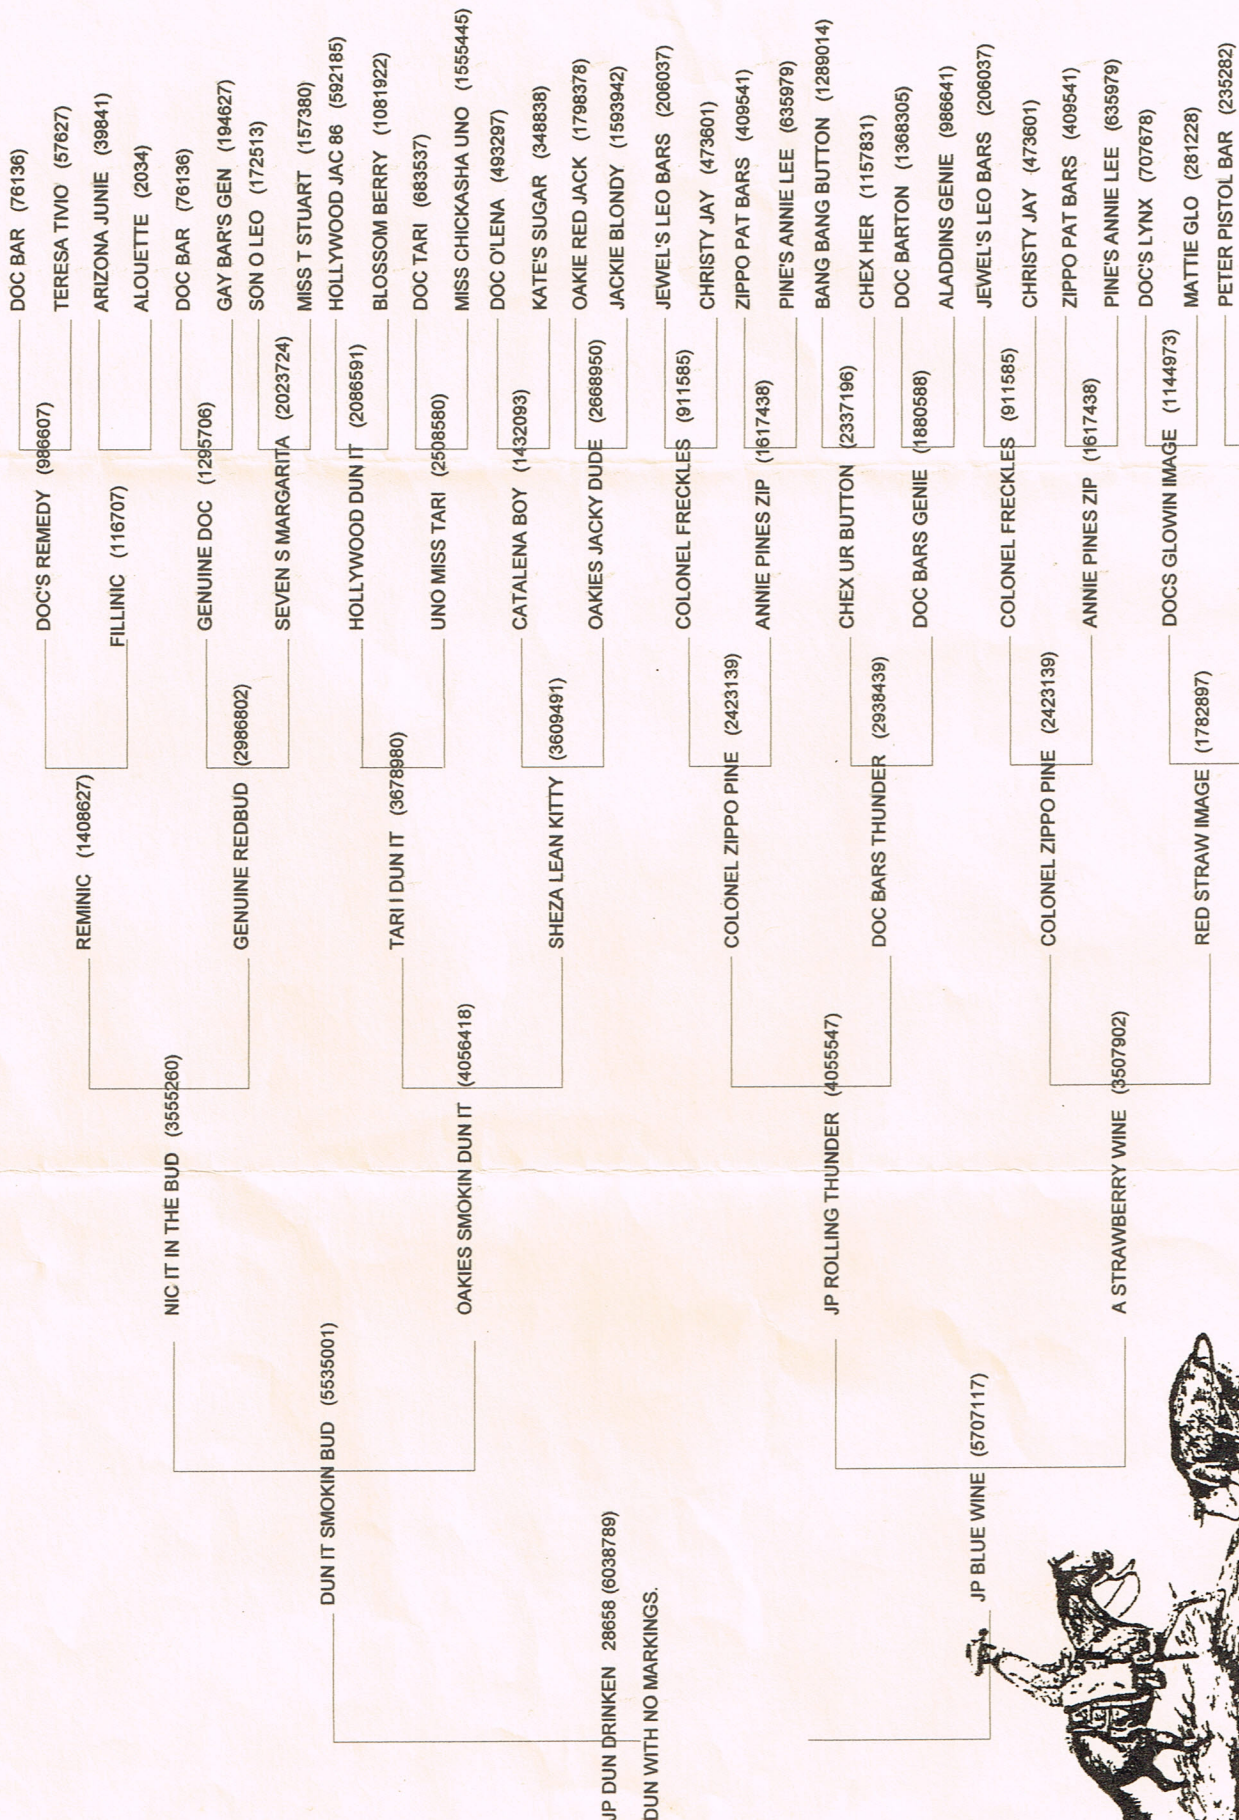 JP DUN DRINKEN 28658 (6038789)
DUN WITH NO MARKINGS.
DUN IT SMOKIN BUD (5535001)
JP BLUE WINE (5707117)
NIC IT IN THE BUD (3555260)
OAKIES SMOKIN DUN IT (4056418)
JP ROLLING THUNDER (4055547)
A STRAWBERRY WINE (3507902)
REMINIC (1408627)
GENUINE REDBUD (2986802)
TARI I DUN IT (3678980)
SHEZA LEAN KITTY (3609491)
COLONEL ZIPPO PINE (2423139)
DOC BARS THUNDER (2938439)
COLONEL ZIPPO PINE (2423139)
RED STRAW IMAGE (1782897)
DOC'S REMEDY (986607)
FILLINIC (116707)
GENUINE DOC (1295706)
SEVEN S MARGARITA (2023724)
HOLLYWOOD DUN IT (2086591)
UNO MISS TARI (2508580)
CATALENA BOY (1432093)
OAKIES JACKY DUDE (2668950)
COLONEL FRECKLES (911585)
ANNIE PINES ZIP (1617438)
CHEX UR BUTTON (2337196)
DOC BARS GENIE (1880588)
COLONEL FRECKLES (911585)
ANNIE PINES ZIP (1617438)
DOCS GLOWIN IMAGE (1144973)
DOC BAR (76136)
TERESA TIVIO (57627)
ARIZONA JUNIE (39841)
ALOUETTE (2034)
DOC BAR (76136)
GAY BAR'S GEN (194627)
SON O LEO (172513)
MISS T STUART (157380)
HOLLYWOOD JAC 86 (592185)
BLOSSOM BERRY (1081922)
DOC TARI (683537)
MISS CHICKASHA UNO (1555445)
DOC O'LENA (493297)
KATE'S SUGAR (348838)
OAKIE RED JACK (1798378)
JACKIE BLONDY (1593942)
JEWEL'S LEO BARS (206037)
CHRISTY JAY (473601)
ZIPPO PAT BARS (409541)
PINE'S ANNIE LEE (635979)
BANG BANG BUTTON (1289014)
CHEX HER (1157831)
DOC BARTON (1368305)
ALADDINS GENIE (986641)
JEWEL'S LEO BARS (206037)
CHRISTY JAY (473601)
ZIPPO PAT BARS (409541)
PINE'S ANNIE LEE (635979)
DOC'S LYNX (707678)
MATTIE GLO (281228)
PETER PISTOL BAR (235282)